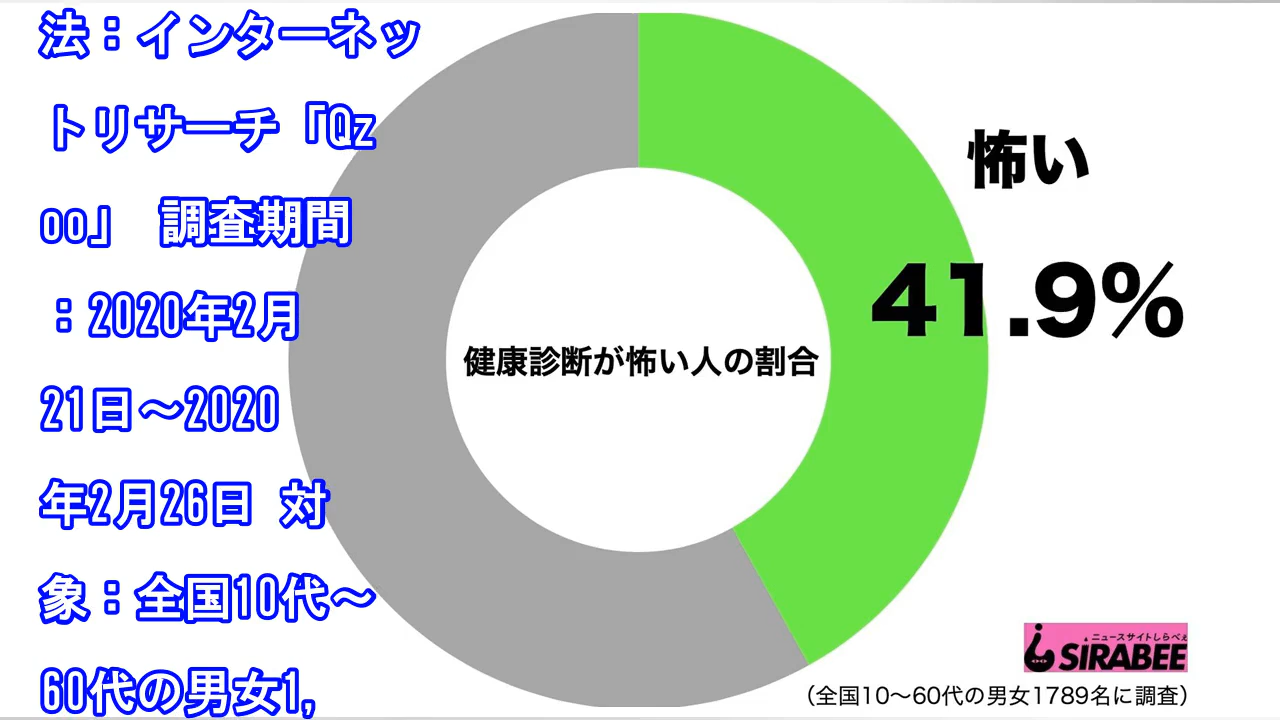 法：インターネッ
トリサーチ「Qz
oo」　調査期間
：2020年2月
21日～2020
年2月26日 対
象：全国10代～
60代の男女1,
怖い
41.9%
健康診断が怖い人の割合
ニュースサイトしらべぇ
SIRABEE
（全国10〜60代の男女1789名に調査）